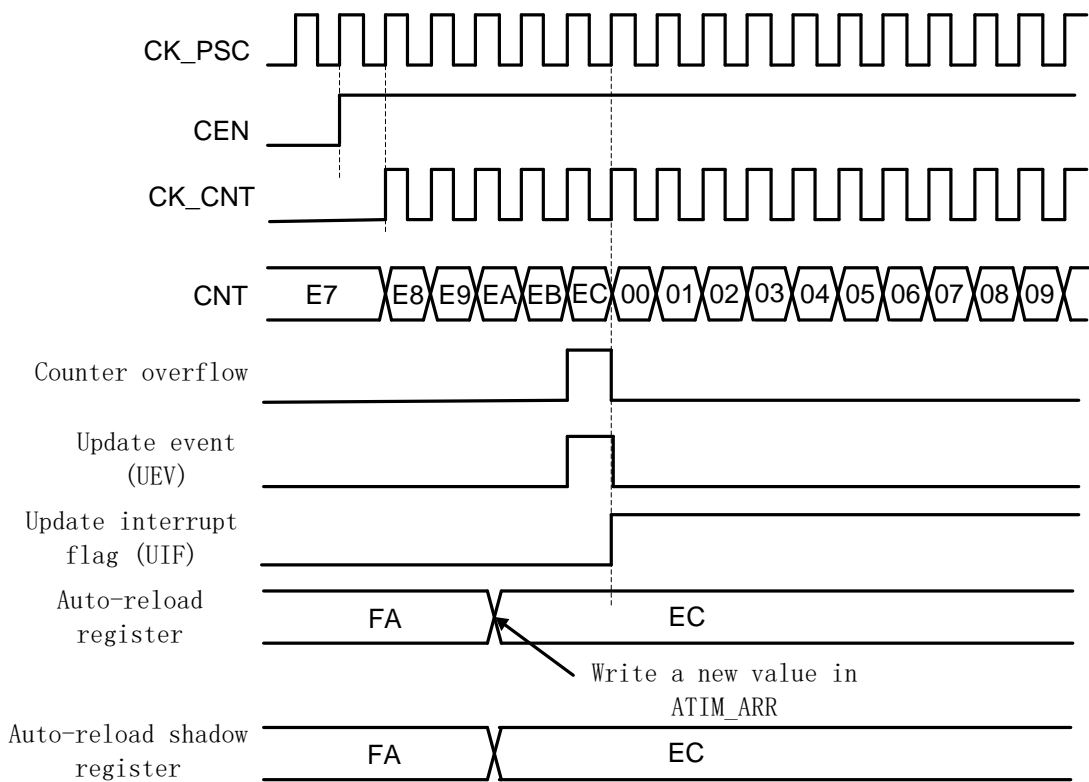 CK_PSC
CEN
CK_CNT
CNT E7 E8 E9 EA EB EC 00 01 02 03 04 05 06 07 08 09
Counter overflow
Update event
(UEV)
Update interrupt
flag (UIF)
Auto-reload
register
FA EC
Write a new value in
ATIM_ARR
Auto-reload shadow
register
FA EC